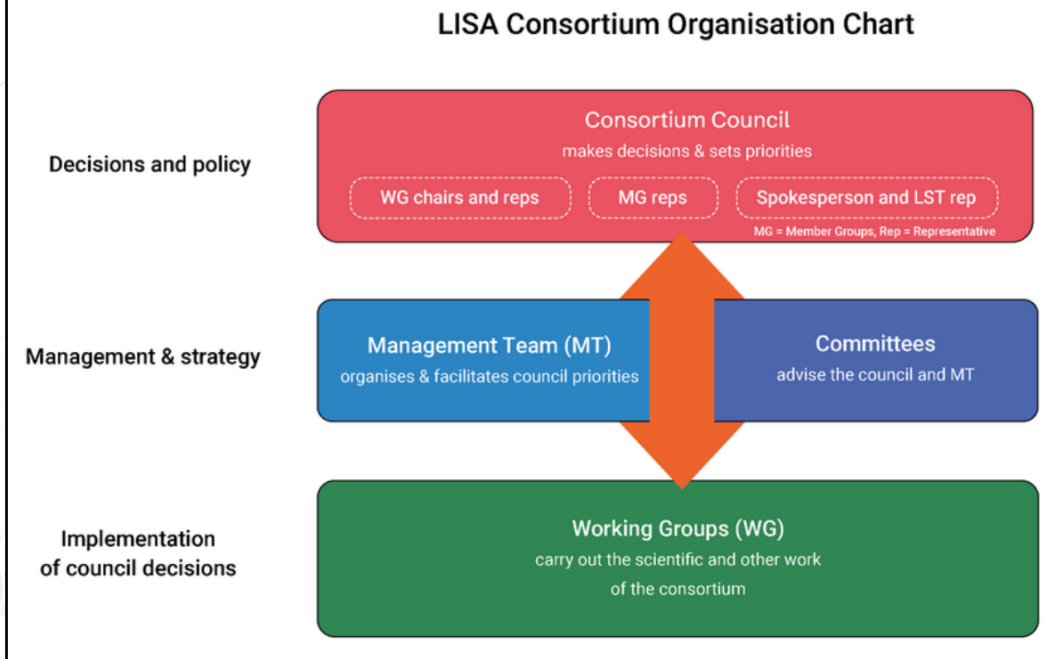 LISA Consortium Organisation Chart
Decisions and policy
Consortium Council
makes decisions & sets priorities
WG chairs and reps
MG reps
Spokesperson and LST rep
MG = Member Groups, Rep = Representative
Management & strategy
Management Team (MT)
organises & facilitates council priorities
Committees
advise the council and MT
Implementation
of council decisions
Working Groups (WG)
carry out the scientific and other work
of the consortium